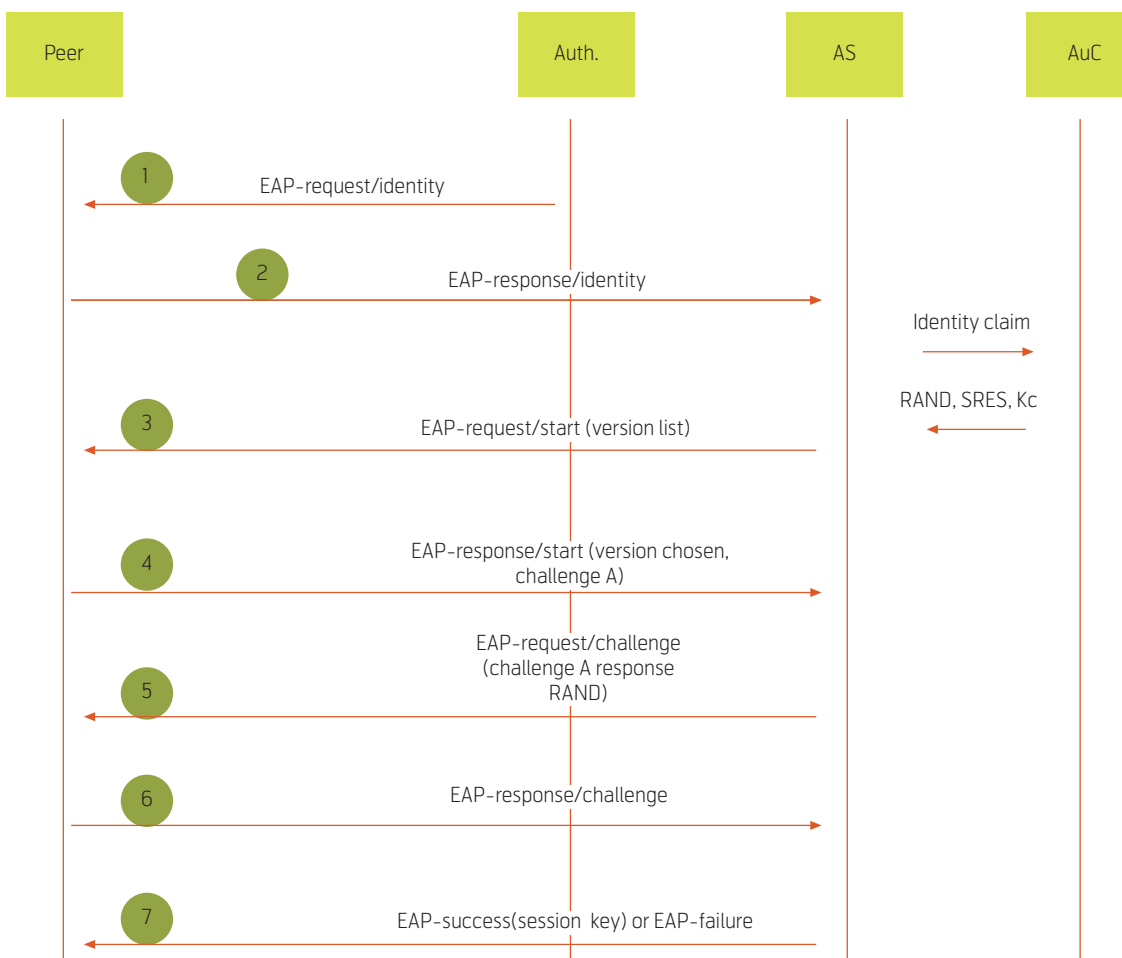 Peer
Auth.
AS
AuC
1
EAP-request/identity
2
EAP-response/identity
Identity claim
RAND, SRES, Kc
3
EAP-request/start (version list)
4
EAP-response/start (version chosen,
challenge A)
EAP-request/challenge
(challenge A response
RAND)
5
6
EAP-response/challenge
7
EAP-success(session key) or EAP-failure